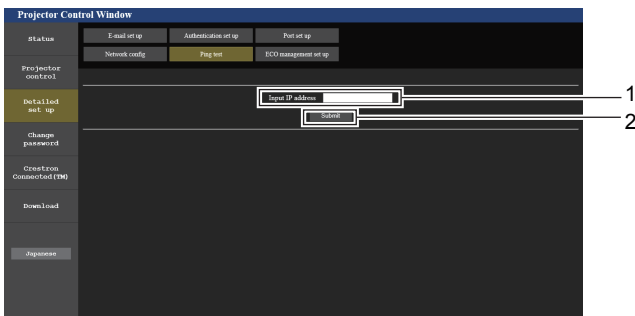 Projector Control Window
Status
E-mail set up
Authentication set up
Port set up
Network config
Ping test
ECO management set up
Projector
control
Detailed
set up
Change
password
Crestron
Connected(TM)
Download
Japanese
Input IP address
Submit
1
2